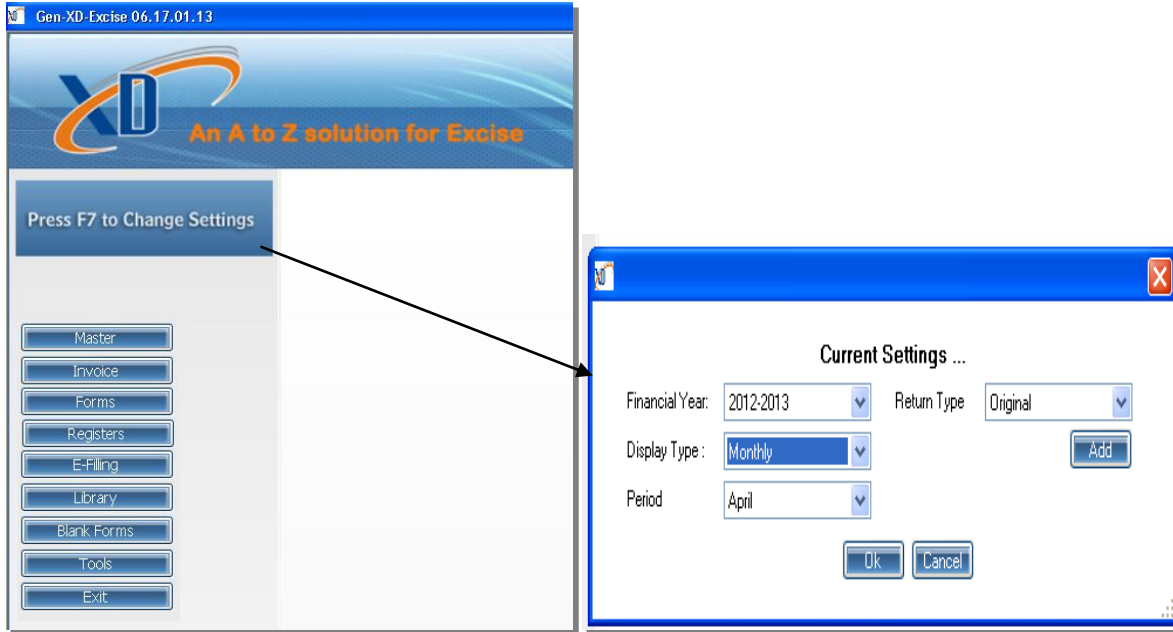 Gen-XD-Excise 06.17.01.13
XD
An A to Z solution for Excise
Press F7 to Change Settings
Master
Invoice
Forms
Registers
E-Filling
Library
Blank Forms
Tools
Exit
XD
Current Settings ...
Financial Year: 2012-2013 Return Type Original
Display Type : Monthly Add
Period April
Ok Cancel